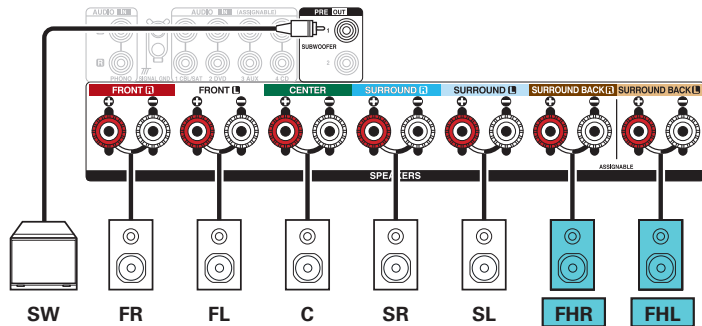 AUDIO IN
AUDIO IN (ASSIGNABLE)
PRE OUT
1
SUBWOOFER
2
R
PHONO
SIGNAL GND
1 CBL/SAT
2 DVD
3 AUX
4 CD
FRONT R
FRONT L
CENTER
SURROUND R
SURROUND L
SURROUND BACK R
SURROUND BACK L
ASSIGNABLE
SPEAKERS
SW
FR
FL
C
SR
SL
FHR
FHL